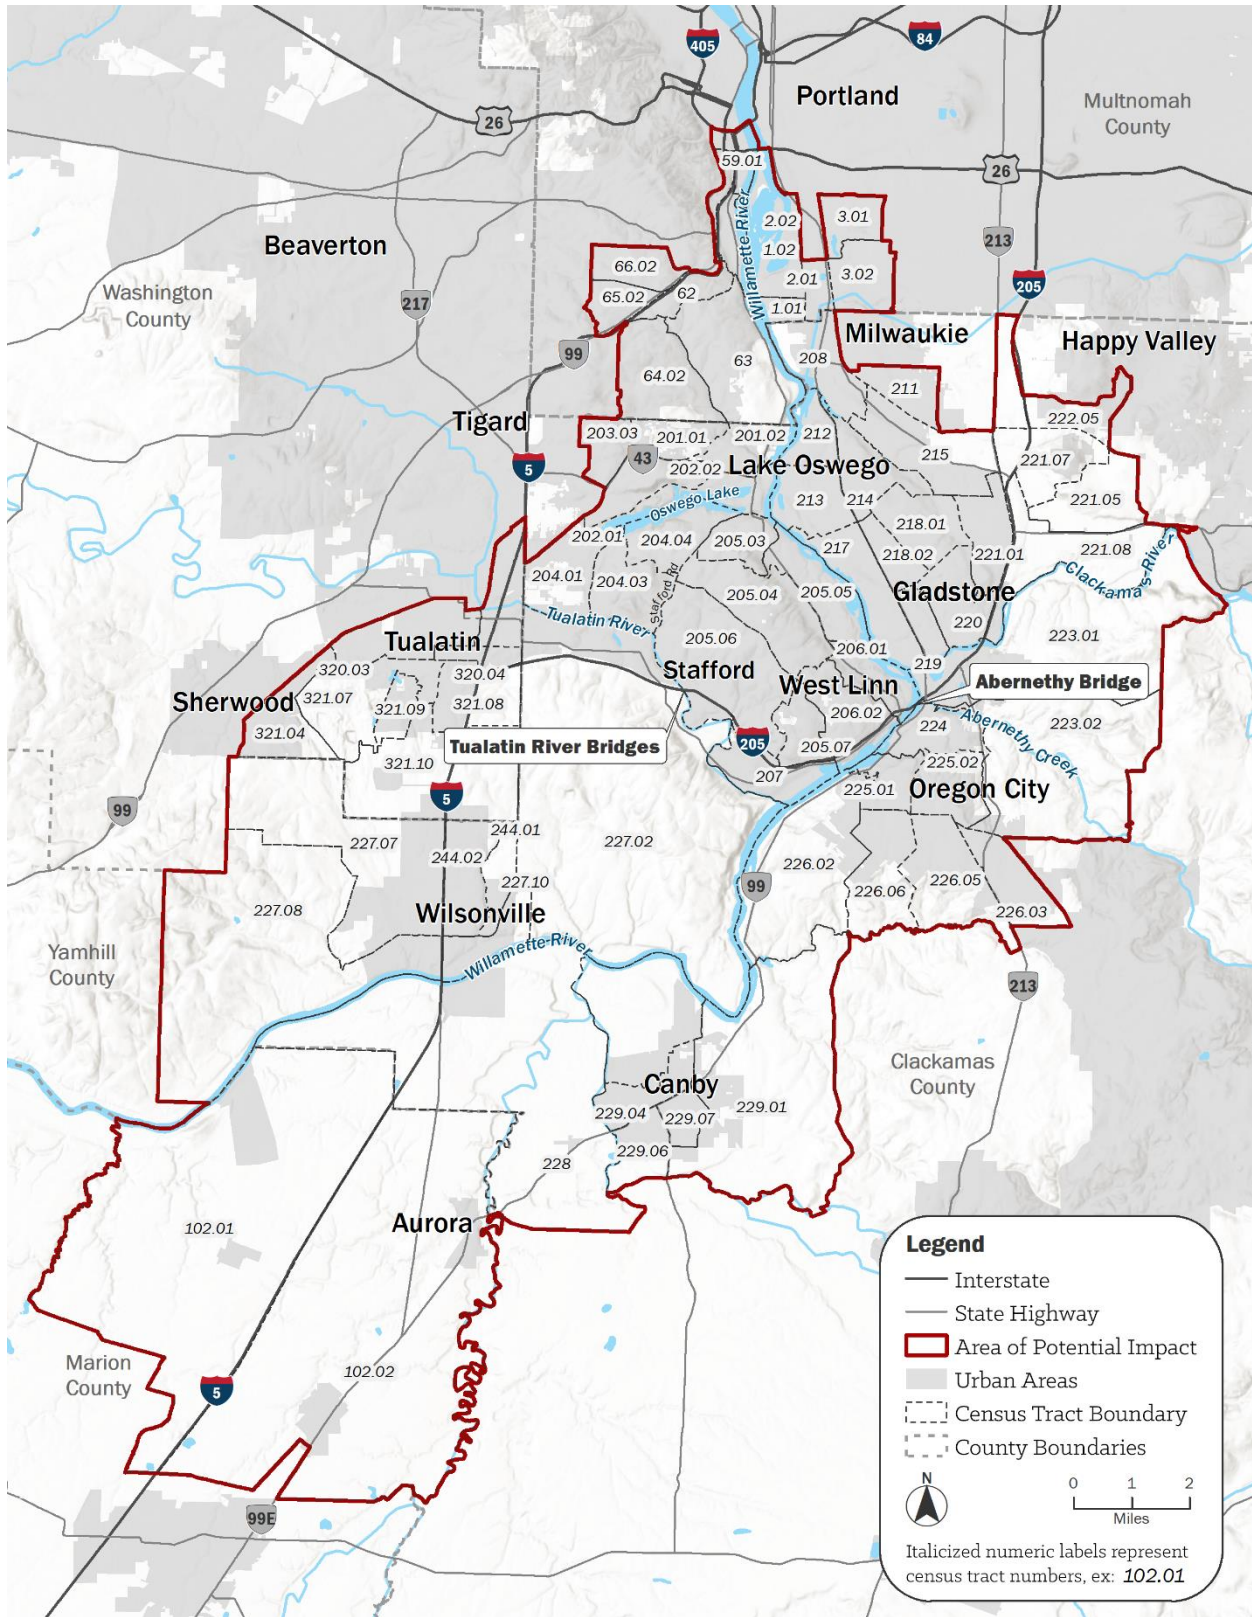 405
84
Portland
Multnomah
County
26
59.01
26
Willamette River
2.02
3.01
Beaverton
213
1.02
66.02
3.02
2.01
205
Washington
County
217
65.02
62
1.01
Milwaukie
Happy Valley
99
208
63
64.02
211
222.05
Tigard
203.03
201.01
201.02
212
43
215
221.07
5
202.02
Lake Oswego
Oswego Lake
213
214
221.05
218.01
202.01
204.04
205.03
217
218.02
221.01
221.08
Clackamas River
204.01
204.03
Stafford Rd
205.04
205.05
Gladstone
Tualatin River
220
Tualatin
205.06
223.01
206.01
320.03
320.04
Stafford
219
Abernethy Bridge
Sherwood
321.07
321.09
321.08
West Linn
206.02
224
Abernethy Creek
223.02
321.04
Tualatin River Bridges
205
205.07
321.10
207
225.02
225.01
Oregon City
5
99
227.07
244.01
244.02
227.02
226.02
227.10
99
226.06
226.05
227.08
Wilsonville
226.03
Yamhill
County
Willamette River
213
Clackamas
County
Canby
229.04
229.07
229.01
229.06
228
102.01
Aurora
Marion
County
102.02
5
99E
Legend
Interstate
State Highway
Area of Potential Impact
Urban Areas
Census Tract Boundary
County Boundaries
N
0 1 2
Miles
Italicized numeric labels represent
census tract numbers, ex: 102.01